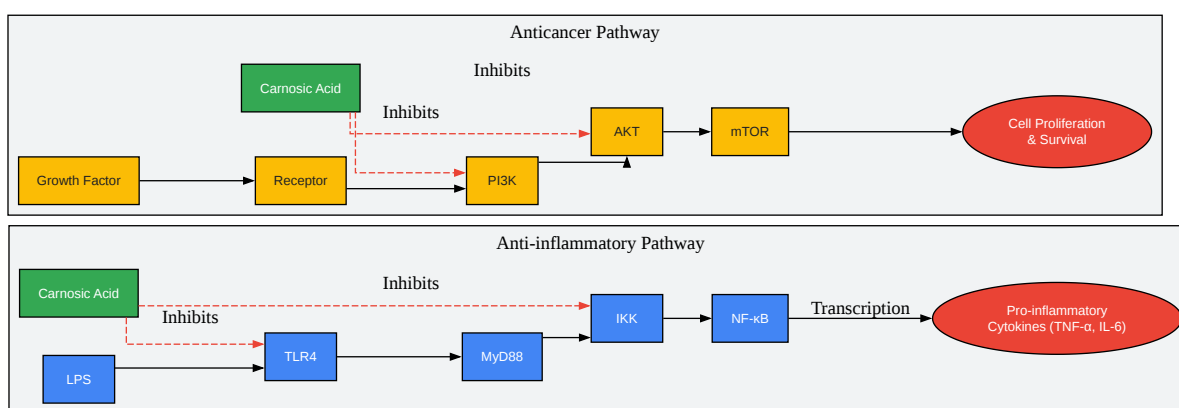 Anticancer Pathway
Inhibits
Carnosic Acid
Inhibits
AKT
mTOR
Cell Proliferation
& Survival
Growth Factor
Receptor
PI3K
Anti-inflammatory Pathway
Carnosic Acid
Inhibits
Inhibits
IKK
NF-κB
Transcription
Pro-inflammatory
Cytokines (TNF-α, IL-6)
TLR4
MyD88
LPS